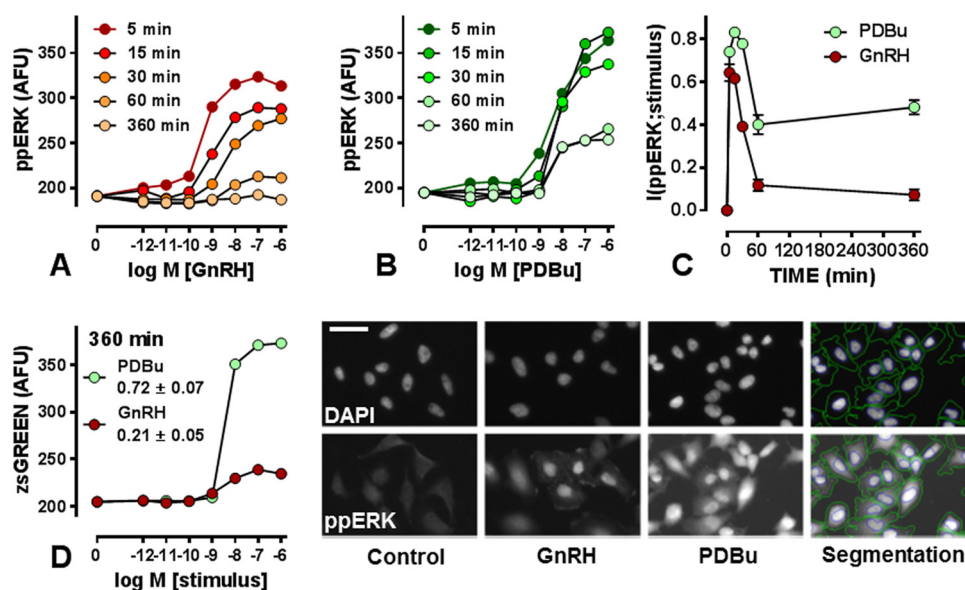 5 min
15 min
30 min
60 min
360 min
ppERK (AFU)
350
300
250
200
0 -12 -11 -10 -9 -8 -7 -6
A
log M [GnRH]
5 min
15 min
30 min
60 min
360 min
ppERK (AFU)
350
300
250
200
0 -12 -11 -10 -9 -8 -7 -6
B
log M [PDBu]
PDBu
GnRH
I(ppERK;stimulus)
0.8
0.6
0.4
0.2
0.0
0 60 120 180 240 300 360
C
TIME (min)
360 min
PDBu
0.72 ± 0.07
GnRH
0.21 ± 0.05
zsGREEN (AFU)
350
300
250
200
0 -12 -11 -10 -9 -8 -7 -6
D
log M [stimulus]
DAPI
ppERK
Control GnRH PDBu Segmentation